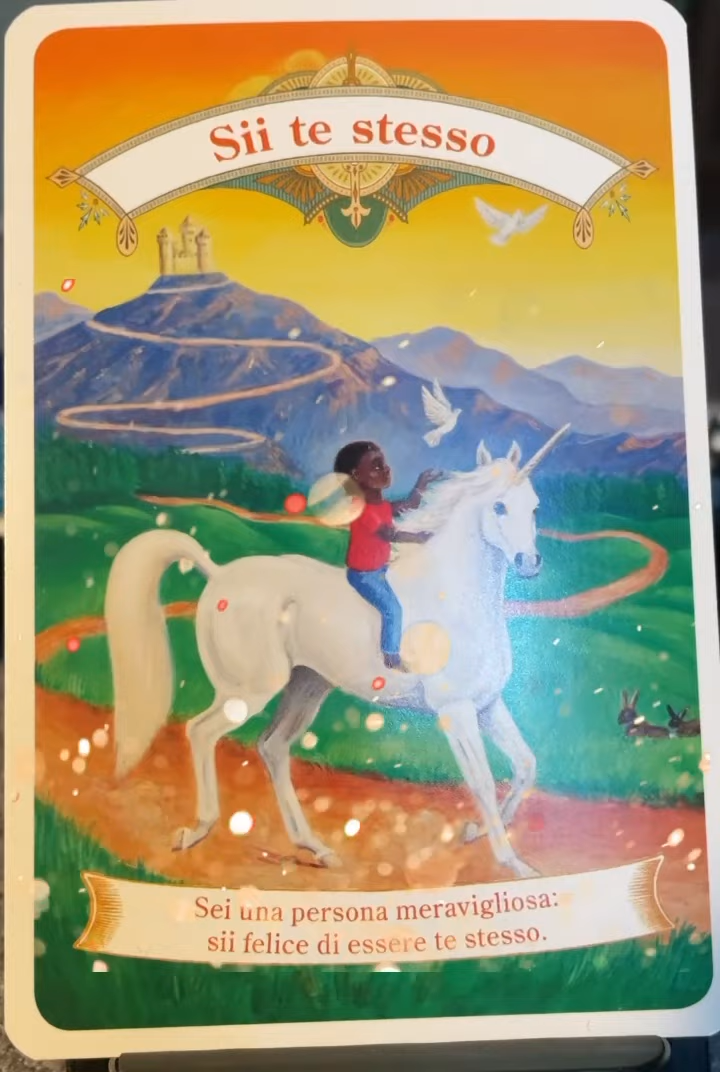 Sii te stesso
Sei una persona meravigliosa:
sii felice di essere te stesso.